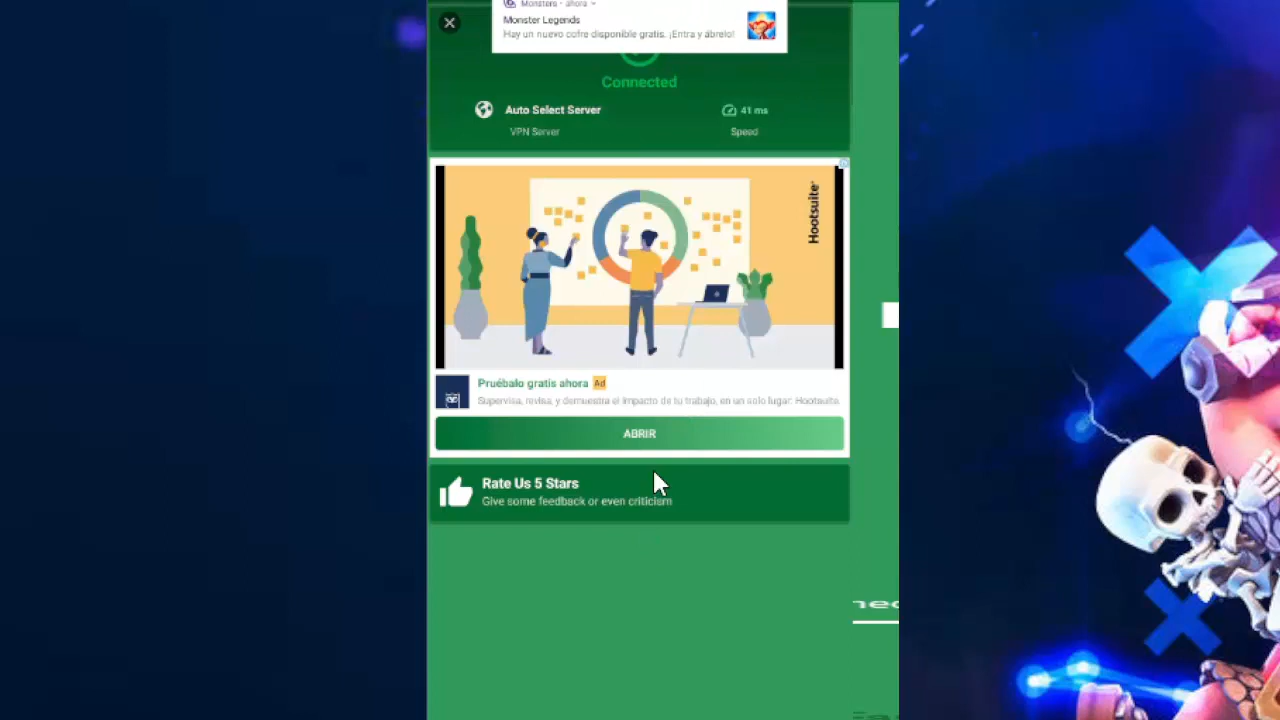 Monsters • ahora
Monster Legends
Hay un nuevo cofre disponible gratis. ¡Entra y ábrelo!
Connected
Auto Select Server
41 ms
VPN Server
Speed
Hootsuite
Pruébalo gratis ahora Ad
Supervisa, revisa, y demuestra el impacto de tu trabajo, en un solo lugar: Hootsuite.
ABRIR
Rate Us 5 Stars
Give some feedback or even criticism